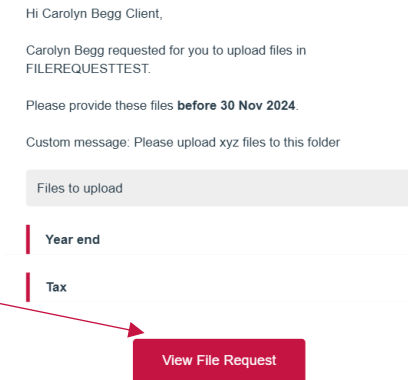 Hi Carolyn Begg Client,
Carolyn Begg requested for you to upload files in
FILEREQUESTTEST.
Please provide these files before 30 Nov 2024.
Custom message: Please upload xyz files to this folder
Files to upload
Year end
Tax
View File Request